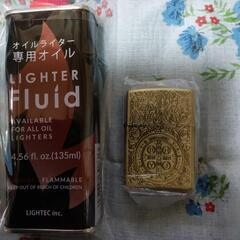 オイルライター
専用オイル
LIGHTER
Fluid
AVAILABLE
FOR ALL OIL
LIGHTERS
4.56 fl.oz.(135ml)
FLAMMABLE
KEEP OUT OF REACH OF CHILDREN
LIGHTEC inc.